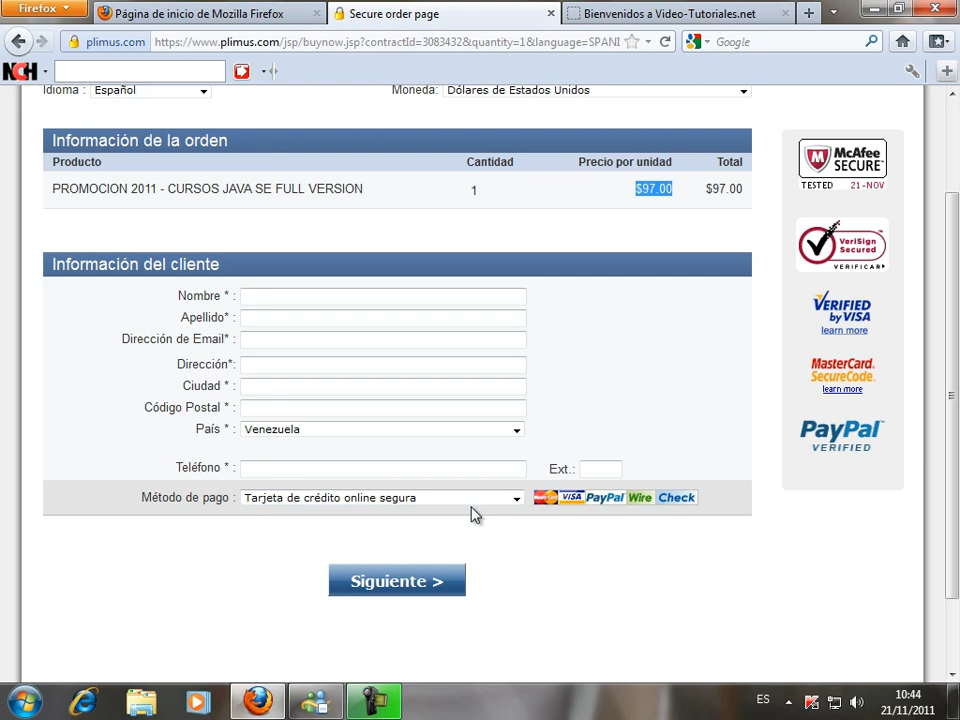 Firefox
Página de inicio de Mozilla Firefox
Secure order page
Bienvenidos a Video-Tutoriales.net
plimus.com
https://www.plimus.com/jsp/buynow.jsp?contractId=3083432&quantity=1&language=SPANI
Google
NCH
Idioma : Español
Moneda: Dólares de Estados Unidos
Información de la orden
Producto Cantidad Precio por unidad Total
PROMOCION 2011 - CURSOS JAVA SE FULL VERSION 1 $97.00 $97.00
Información del cliente
Nombre * :
Apellido* :
Dirección de Email* :
Dirección*:
Ciudad * :
Código Postal * :
País * : Venezuela
Teléfono * : Ext.:
Método de pago : Tarjeta de crédito online segura
MasterCard VISA PayPal Wire Check
Siguiente >
McAfee
SECURE™
TESTED 21-NOV
VeriSign
Secured
VERIFICAR
VERIFIED
by VISA
learn more
MasterCard.
SecureCode.
learn more
PayPal
VERIFIED
ES
10:44
21/11/2011